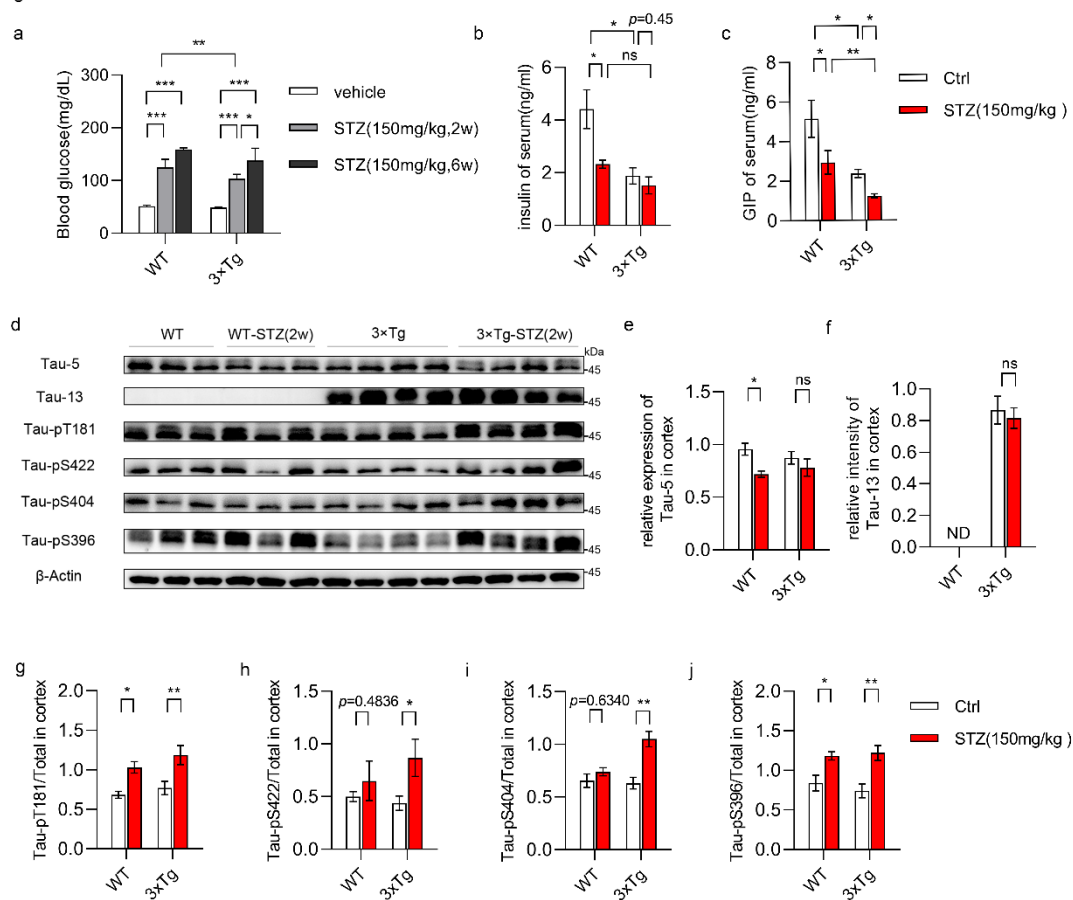 a
Blood glucose(mg/dL)
300
200
100
0
**
***
***
***
***
*
WT
3×Tg
vehicle
STZ(150mg/kg,2w)
STZ(150mg/kg,6w)
b
insulin of serum(ng/ml)
6
4
2
0
p=0.45
*
*
ns
WT
3×Tg
c
GIP of serum(ng/ml)
8
6
4
2
0
*
*
*
**
WT
3×Tg
Ctrl
STZ(150mg/kg )
d
WT WT-STZ(2w) 3×Tg 3×Tg-STZ(2w)
kDa
Tau-5 45
Tau-13 45
Tau-pT181 45
Tau-pS422 45
Tau-pS404 45
Tau-pS396 45
β-Actin 45
e
relative expression of
Tau-5 in cortex
1.5
1.0
0.5
0.0
*
ns
WT
3xTg
f
relative intensity of
Tau-13 in cortex
1.0
0.8
0.6
0.4
0.2
0.0
ns
ND
WT
3xTg
g
Tau-pT181/Total in cortex
2.0
1.5
1.0
0.5
0.0
*
**
WT
3xTg
h
Tau-pS422/Total in cortex
1.5
1.0
0.5
0.0
p=0.4836
*
WT
3xTg
i
Tau-pS404/Total in cortex
1.5
1.0
0.5
0.0
p=0.6340
**
WT
3xTg
j
Tau-pS396/Total in cortex
2.0
1.5
1.0
0.5
0.0
*
**
WT
3xTg
Ctrl
STZ(150mg/kg )